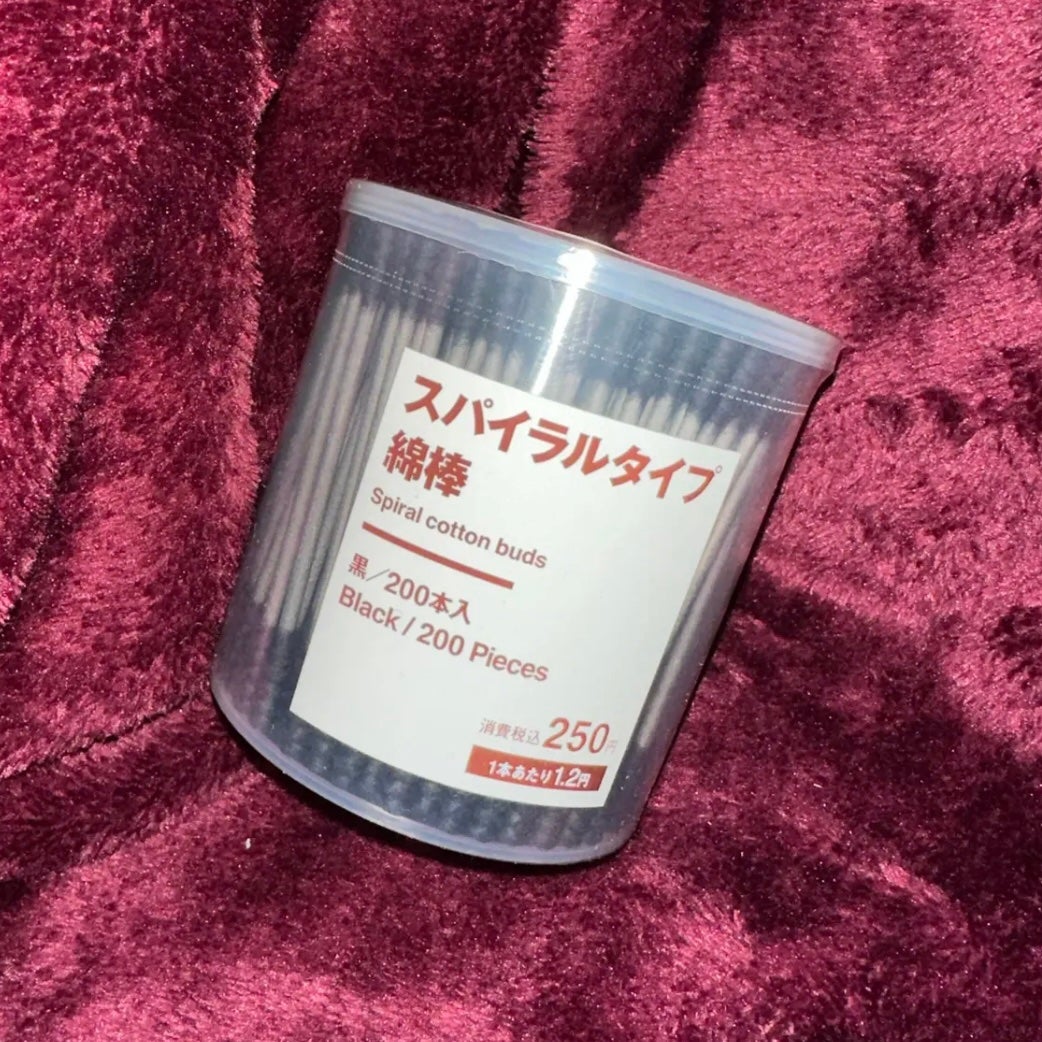 スパイラルタイプ
綿棒
Spiral cotton buds
黒/200本入
Black / 200 Pieces
消費税込250円
1本あたり1.2円